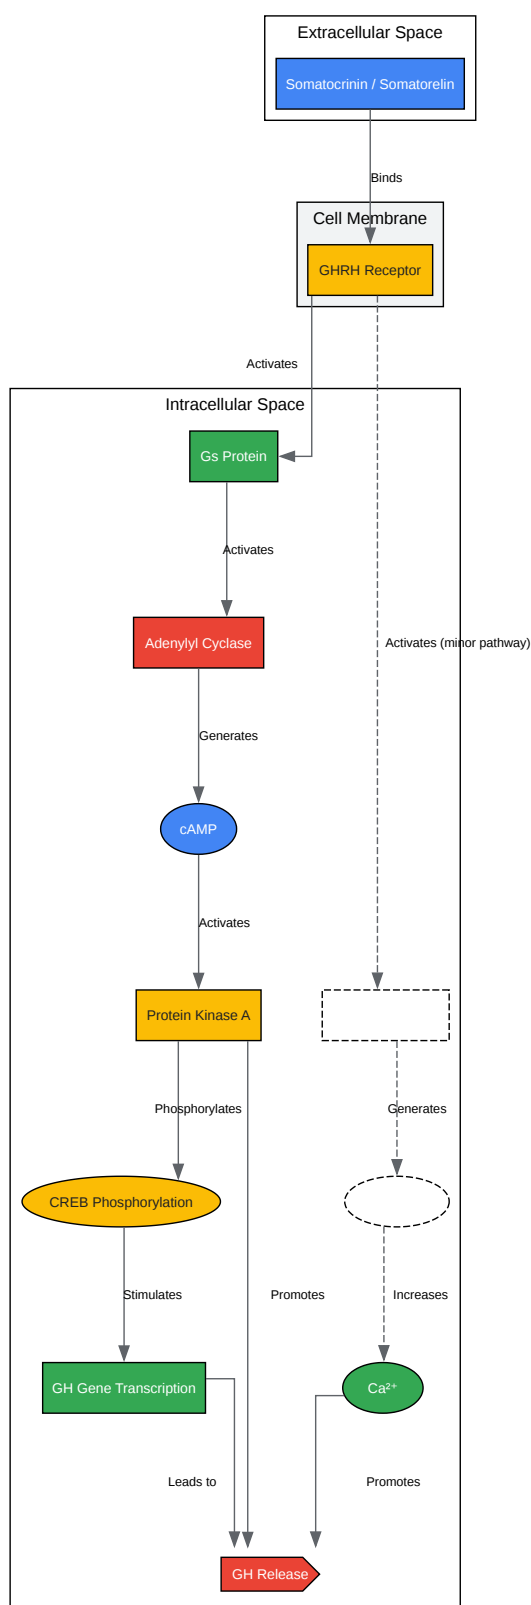 Extracellular Space
Somatocrinin / Somatorelin
Binds
Cell Membrane
GHRH Receptor
Activates
Intracellular Space
Gs Protein
Activates
Adenylyl Cyclase
Activates (minor pathway)
Generates
cAMP
Activates
Protein Kinase A
Phosphorylates
Generates
CREB Phosphorylation
Stimulates
Promotes
Increases
GH Gene Transcription
Ca²⁺
Leads to
Promotes
GH Release